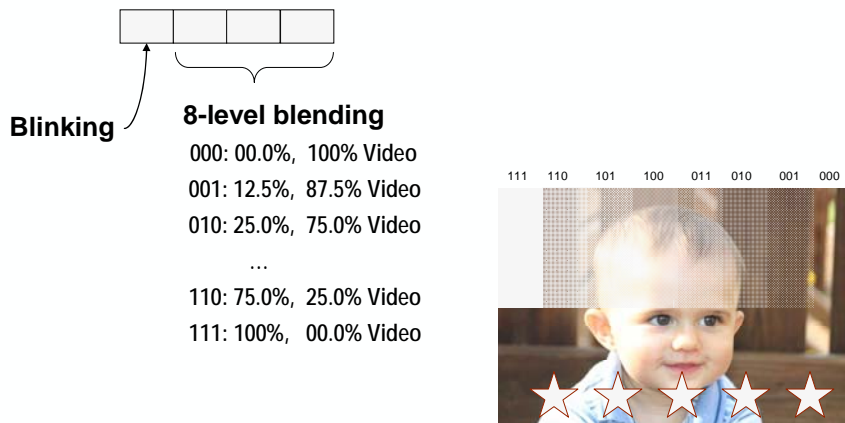 Blinking
8-level blending
000: 00.0%, 100% Video
001: 12.5%, 87.5% Video
010: 25.0%, 75.0% Video
...
110: 75.0%, 25.0% Video
111: 100%, 00.0% Video
111 110 101 100 011 010 001 000